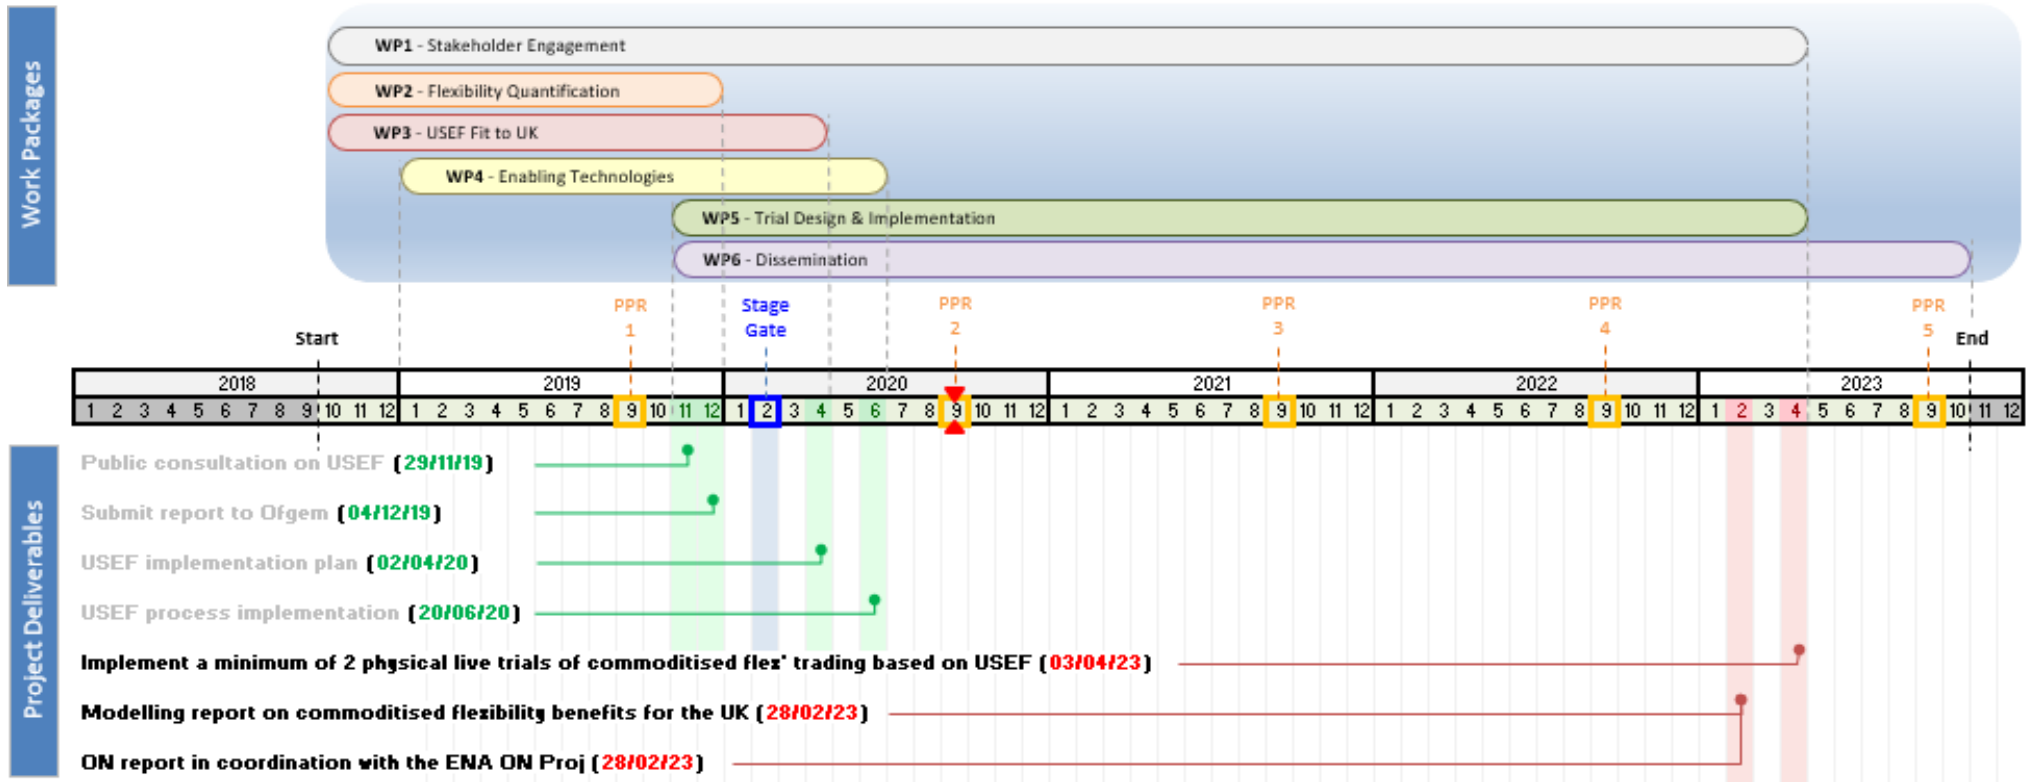 Work Packages
WP1 - Stakeholder Engagement
WP2 - Flexibility Quantification
WP3 - USEF Fit to UK
WP4 - Enabling Technologies
WP5 - Trial Design & Implementation
WP6 - Dissemination
Start
PPR
1
Stage
Gate
PPR
2
PPR
3
PPR
4
PPR
5
End
2018 2019 2020 2021 2022 2023
1 2 3 4 5 6 7 8 9 10 11 12 1 2 3 4 5 6 7 8 9 10 11 12 1 2 3 4 5 6 7 8 9 10 11 12 1 2 3 4 5 6 7 8 9 10 11 12 1 2 3 4 5 6 7 8 9 10 11 12 1 2 3 4 5 6 7 8 9 10 11 12
Project Deliverables
Public consultation on USEF (29/11/19)
Submit report to Ofgem (04/12/19)
USEF implementation plan (02/04/20)
USEF process implementation (20/06/20)
Implement a minimum of 2 physical live trials of commoditised flex' trading based on USEF (03/04/23)
Modelling report on commoditised flexibility benefits for the UK (28/02/23)
ON report in coordination with the ENA ON Proj (28/02/23)